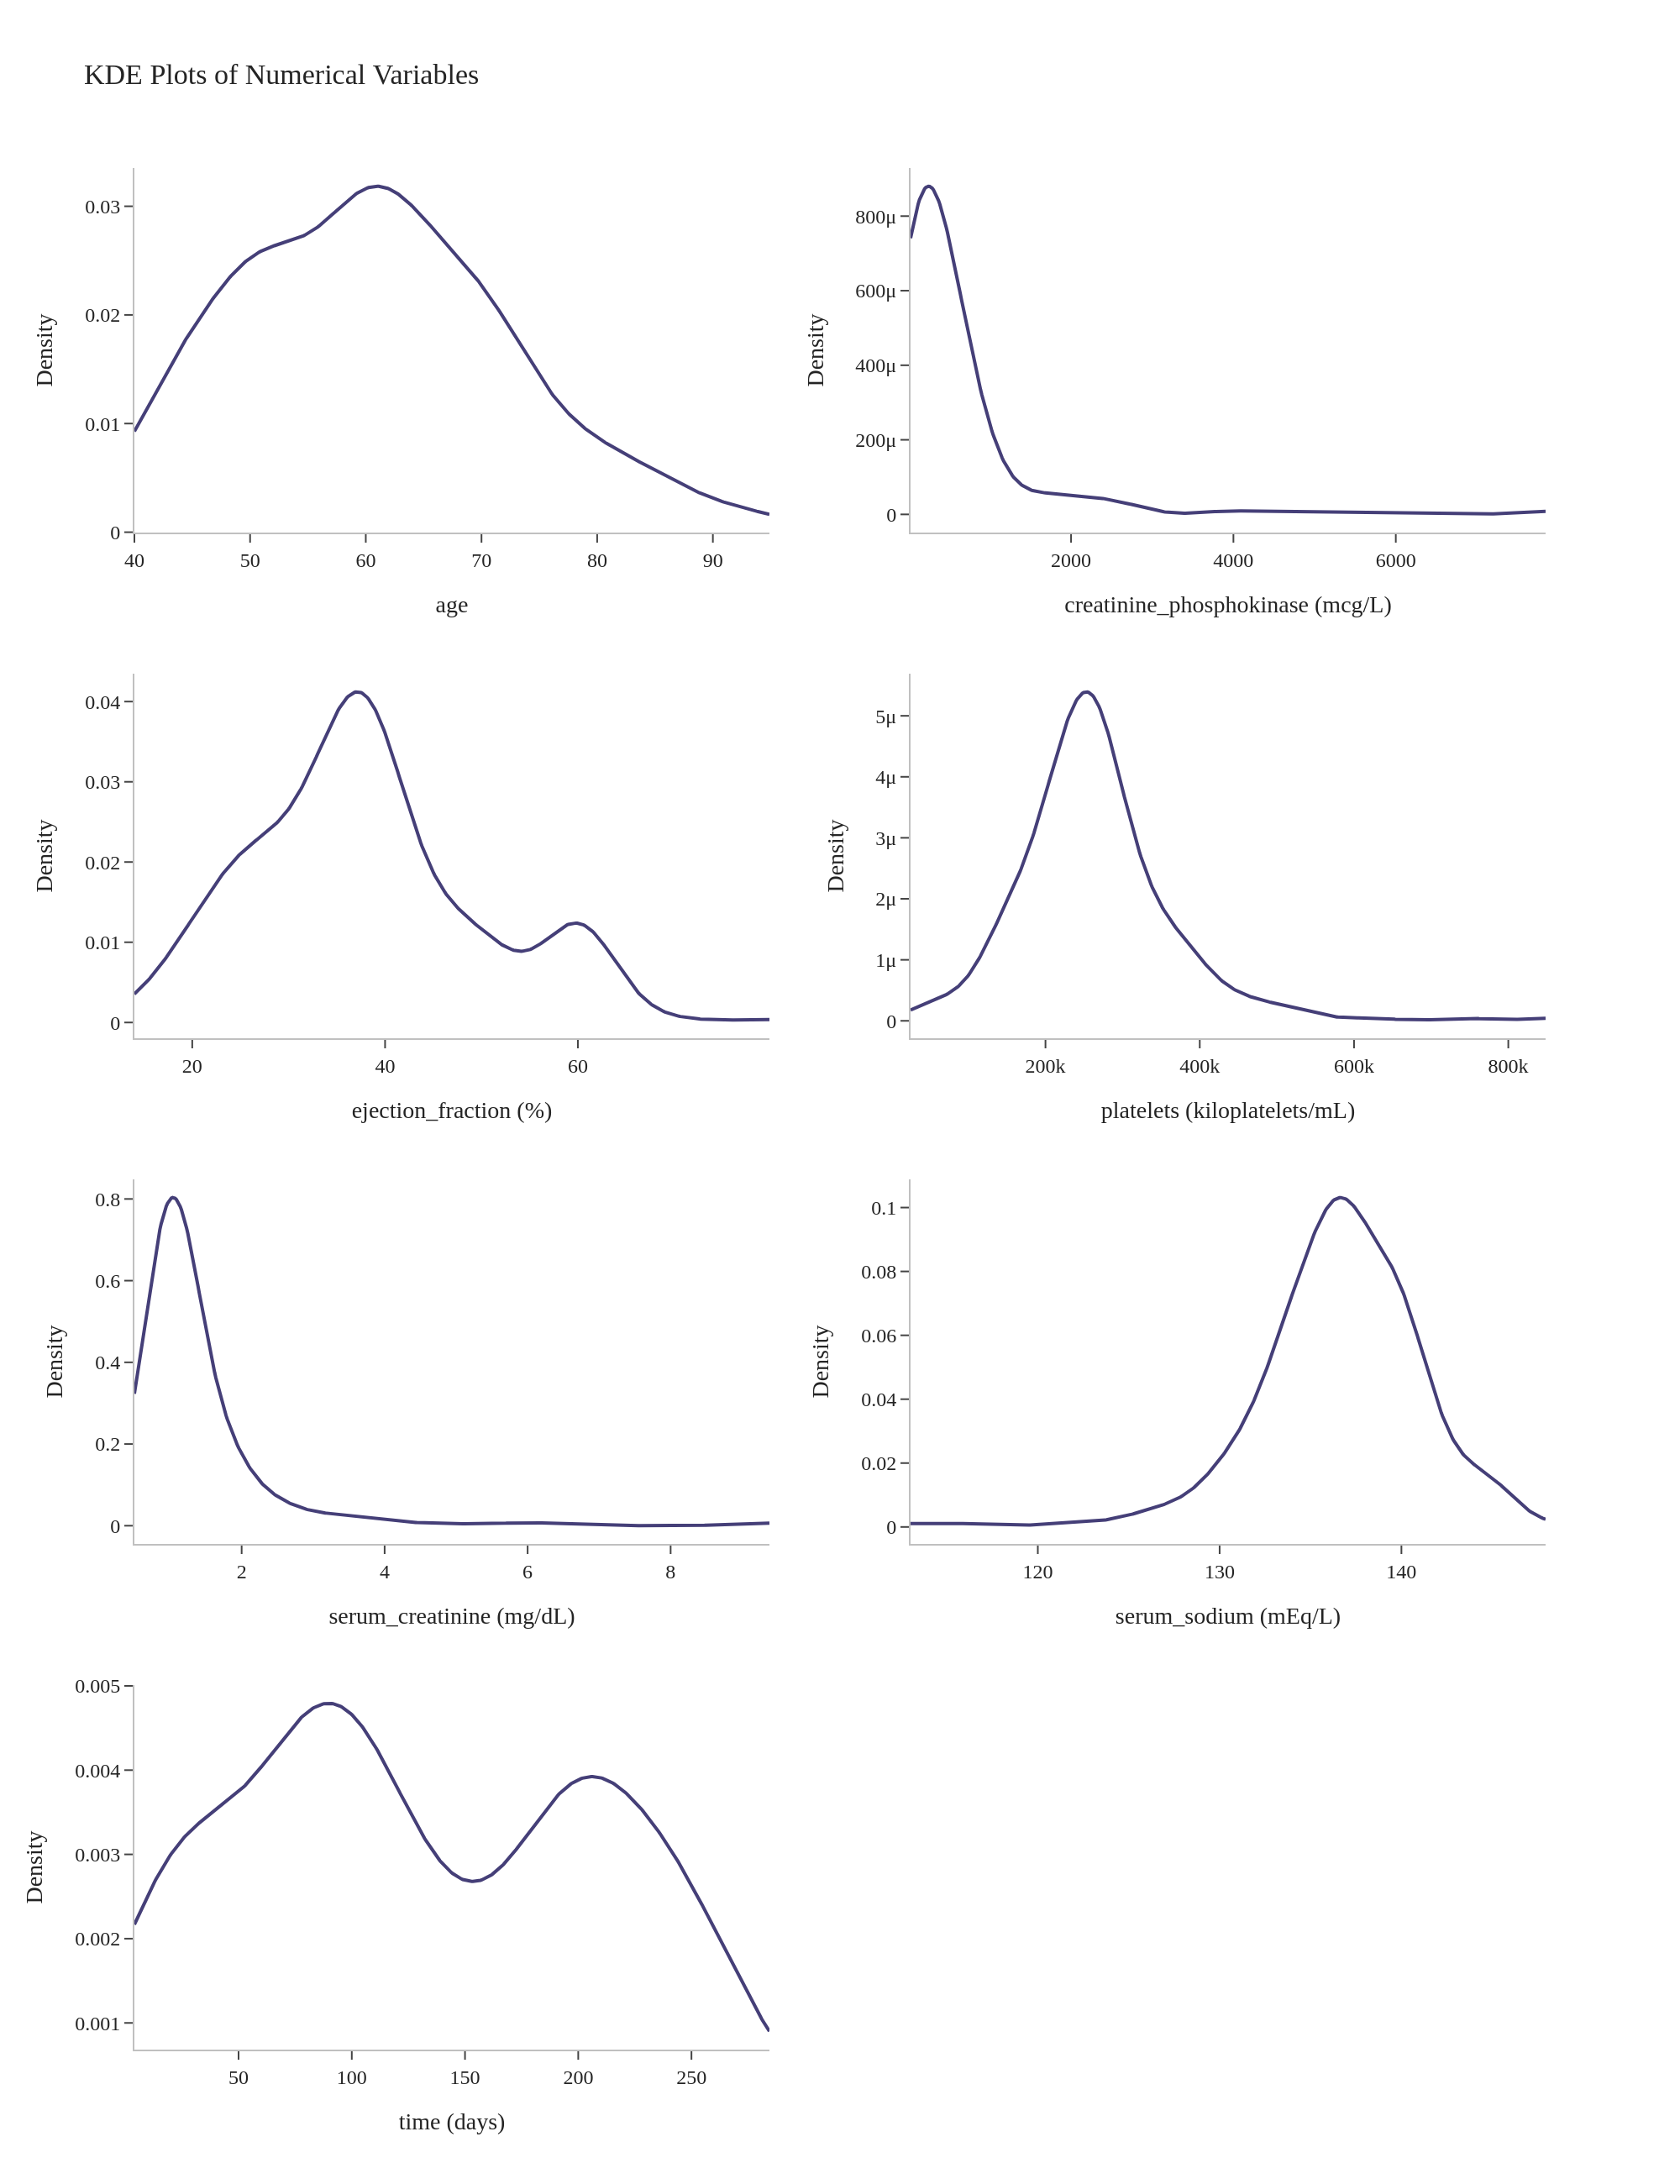 KDE Plots of Numerical Variables
0.03
0.02
0.01
0
Density
40 50 60 70 80 90
age
800μ
600μ
400μ
200μ
0
Density
2000 4000 6000
creatinine_phosphokinase (mcg/L)
0.04
0.03
0.02
0.01
0
Density
20 40 60
ejection_fraction (%)
5μ
4μ
3μ
2μ
1μ
0
Density
200k 400k 600k 800k
platelets (kiloplatelets/mL)
0.8
0.6
0.4
0.2
0
Density
2 4 6 8
serum_creatinine (mg/dL)
0.1
0.08
0.06
0.04
0.02
0
Density
120 130 140
serum_sodium (mEq/L)
0.005
0.004
0.003
0.002
0.001
Density
50 100 150 200 250
time (days)